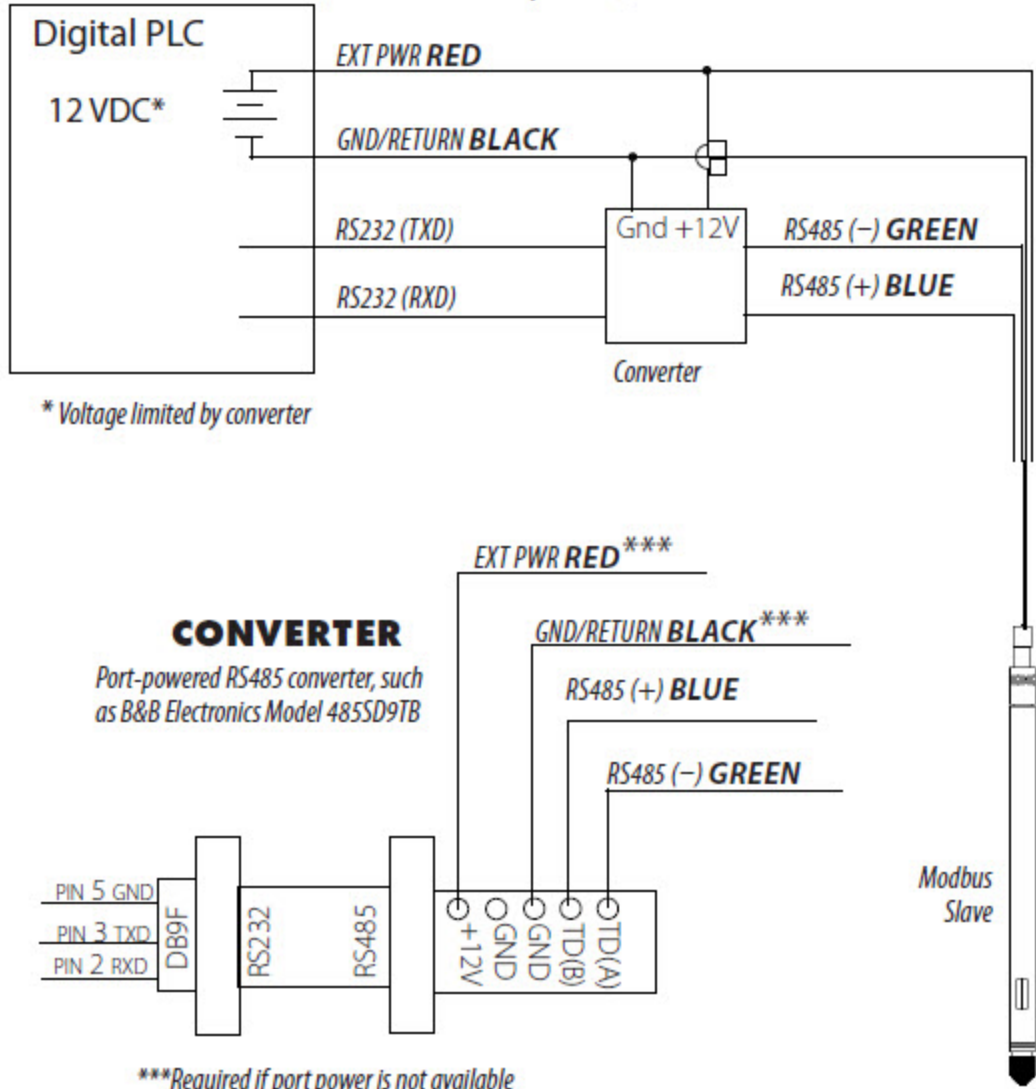 Digital PLC
12 VDC*
EXT PWR RED
GND/RETURN BLACK
RS232 (TXD)
RS232 (RXD)
Gnd +12V
RS485 (−) GREEN
RS485 (+) BLUE
Converter
* Voltage limited by converter
EXT PWR RED***
CONVERTER
GND/RETURN BLACK***
Port-powered RS485 converter, such
as B&B Electronics Model 485SD9TB
RS485 (+) BLUE
RS485 (−) GREEN
Modbus
Slave
PIN 5 GND
PIN 3 TXD
PIN 2 RXD
DB9F
RS232
RS485
+12V
GND
GND
TD(B)
TD(A)
***Required if port power is not available